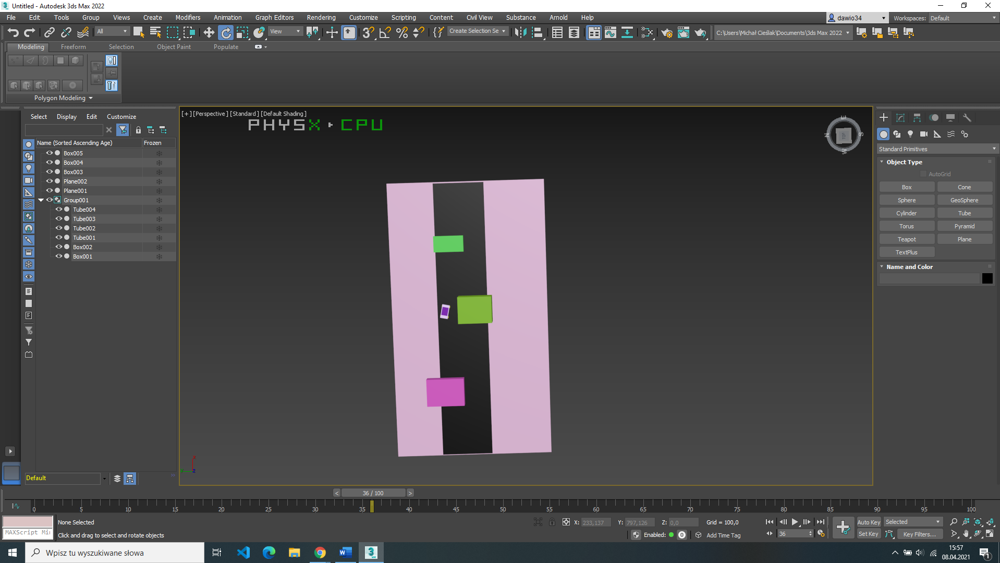 Untitled - Autodesk 3ds Max 2022
File Edit Tools Group Views Create Modifiers Animation Graph Editors Rendering Customize Scripting Content Civil View Substance Arnold Help
dawio34
Workspaces: Default
All
View
Create Selection Se
C:\Users\Michał Cieślak\Documents\3ds Max 2022
Modeling Freeform Selection Object Paint Populate
Polygon Modeling
Select Display Edit Customize
Name (Sorted Ascending Age) Frozen
Box005
Box004
Box003
Plane002
Plane001
Group001
Tube004
Tube003
Tube002
Tube001
Box002
Box001
Default
[+] [Perspective] [Standard] [Default Shading]
PHYSX CPU
TOP
N
E
S
W
x
z
Standard Primitives
Object Type
AutoGrid
Box Cone
Sphere GeoSphere
Cylinder Tube
Torus Pyramid
Teapot Plane
TextPlus
Name and Color
< 36 / 100 >
0 5 10 15 20 25 30 35 40 45 50 55 60 65 70 75 80 85 90 95 100
None Selected
MAXScript Mi
Click and drag to select and rotate objects
X: 233,137 Y: 797,126 Z: 0,0 Grid = 100,0
Enabled: 0 Add Time Tag
36
Auto Key Selected
Set Key Key Filters...
Wpisz tu wyszukiwane słowa
15:57
08.04.2021
1